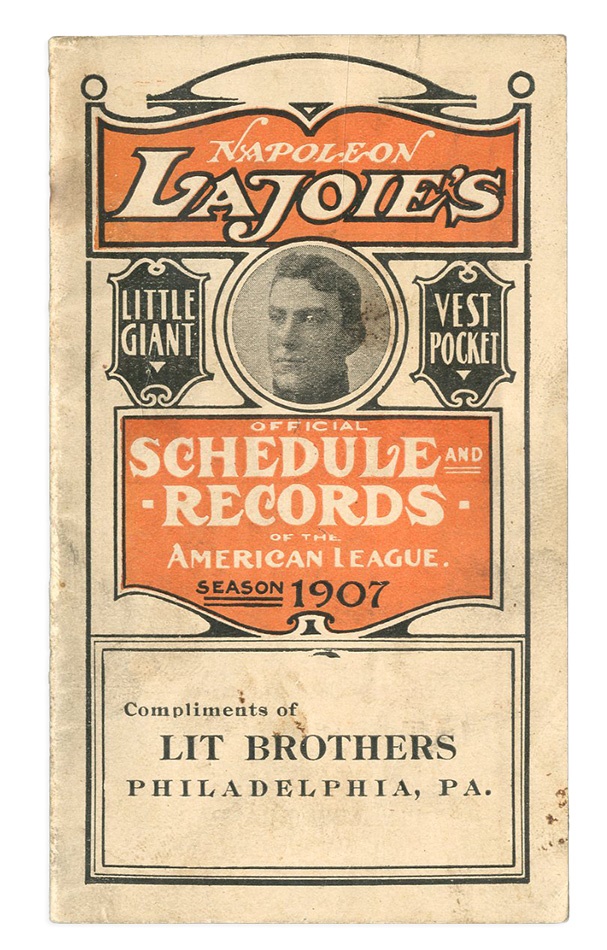 NAPOLEON
LAJOIE'S
LITTLE
GIANT
VEST
POCKET
OFFICIAL
SCHEDULE AND
· RECORDS ·
OF THE
AMERICAN LEAGUE.
SEASON 1907
Compliments of
LIT BROTHERS
PHILADELPHIA, PA.